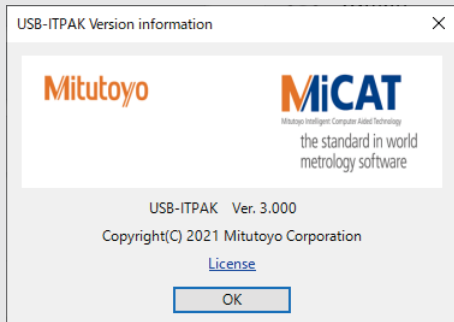 USB-ITPAK Version information
Mitutoyo
MiCAT
Mitutoyo Intelligent Computer Aided Technology
the standard in world
metrology software
USB-ITPAK Ver. 3.000
Copyright(C) 2021 Mitutoyo Corporation
License
OK